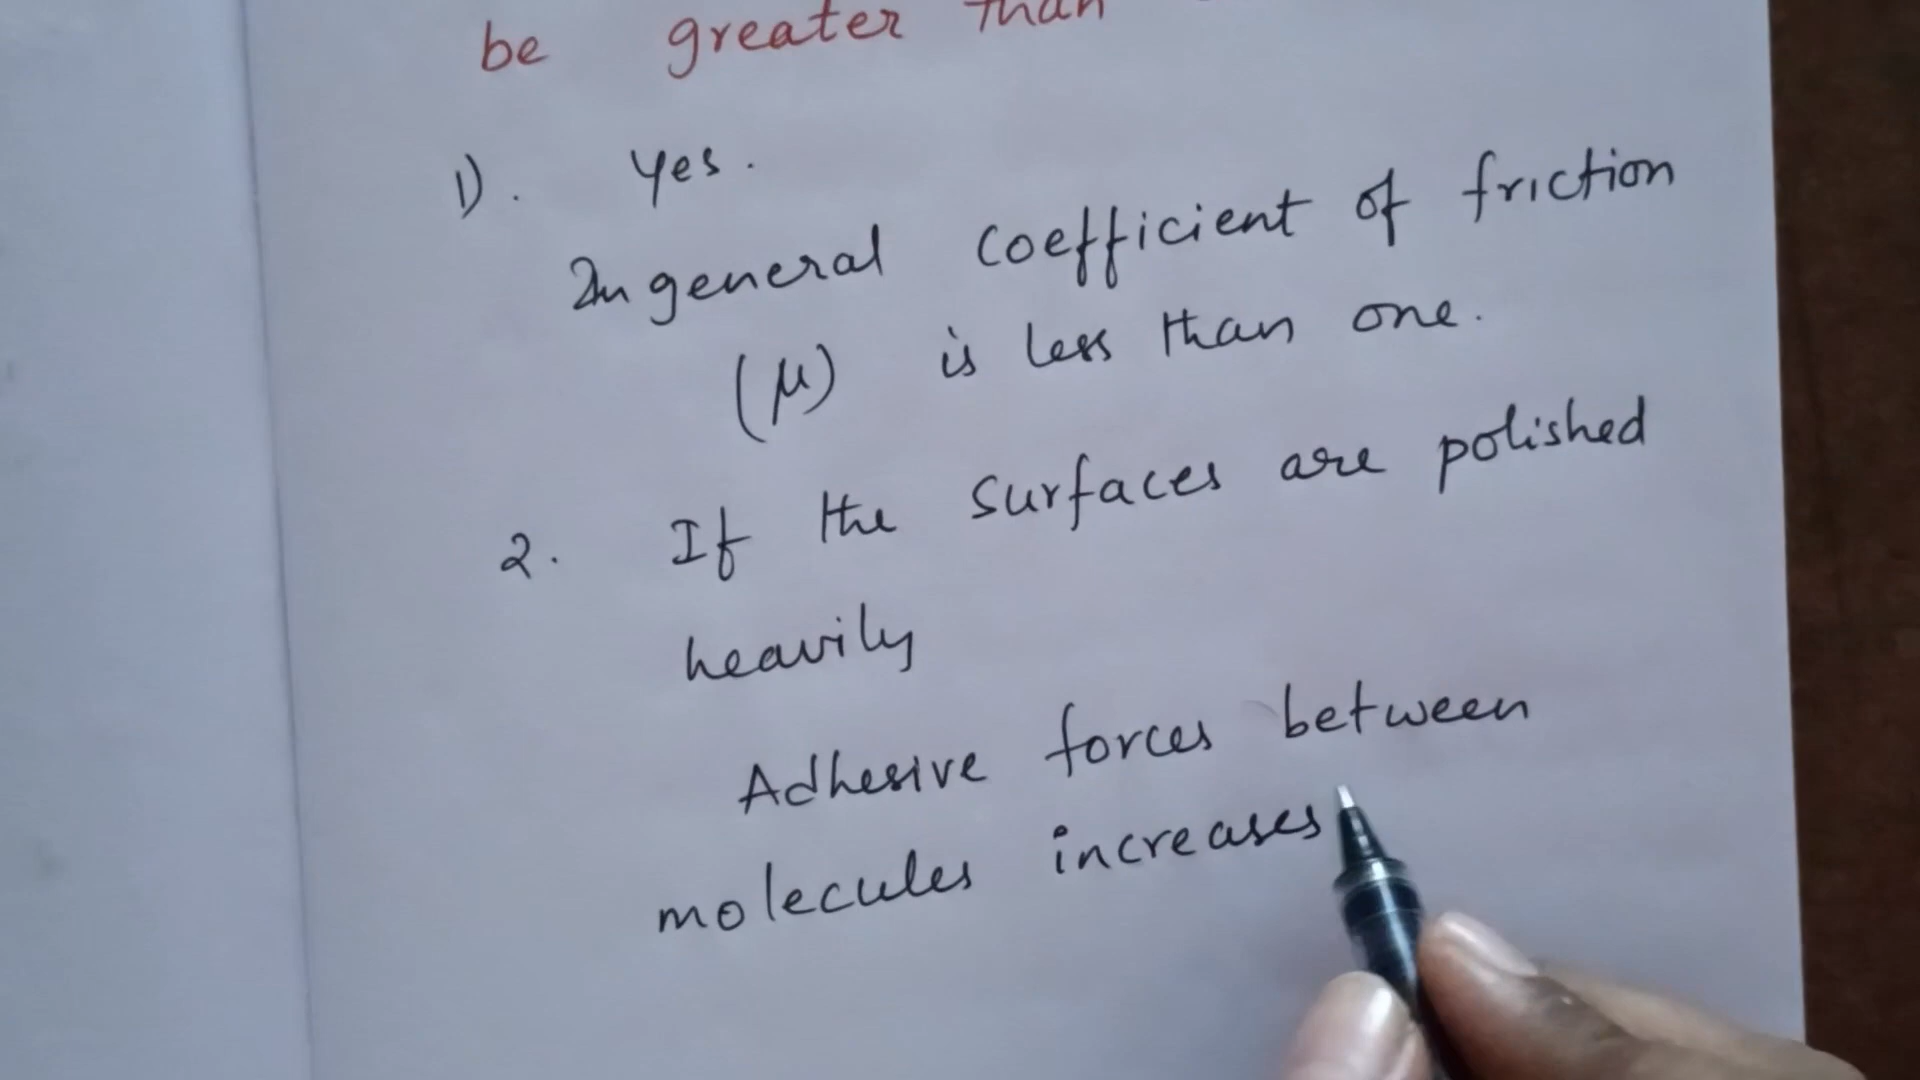 be greater than
1). Yes.
In general coefficient of friction
(μ) is less than one.
2. If the surfaces are polished
heavily
Adhesive forces between
molecules increases